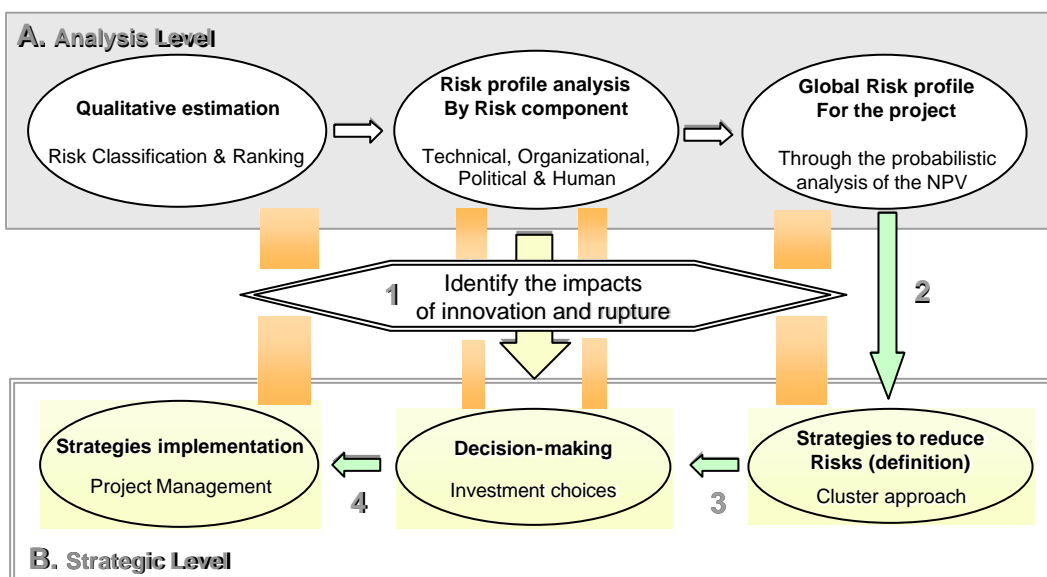 A. Analysis Level
Qualitative estimation
Risk Classification & Ranking
Risk profile analysis
By Risk component
Technical, Organizational,
Political & Human
Global Risk profile
For the project
Through the probabilistic
analysis of the NPV
1
Identify the impacts
of innovation and rupture
2
Strategies implementation
Project Management
4
Decision-making
Investment choices
3
Strategies to reduce
Risks (definition)
Cluster approach
B. Strategic Level